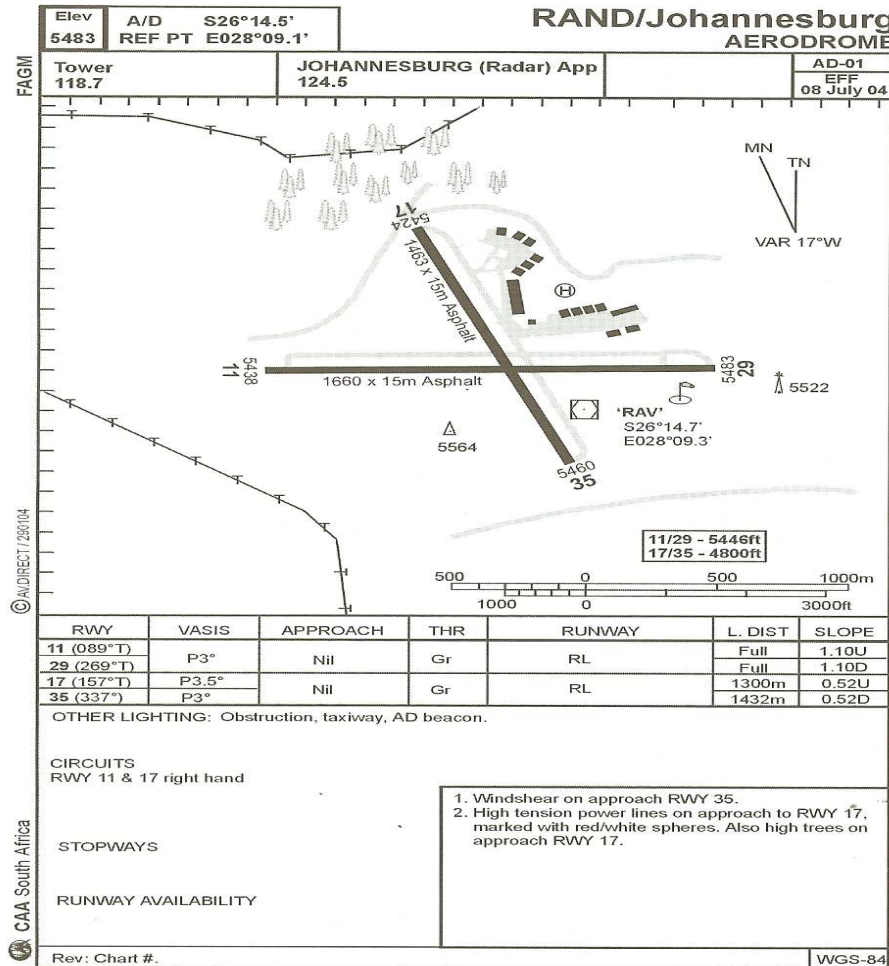 Elev
5483
A/D S26°14.5'
REF PT E028°09.1'
RAND/Johannesburg
AERODROME
FAGM
Tower
118.7
JOHANNESBURG (Radar) App
124.5
AD-01
EFF
08 July 04
MN
TN
VAR 17°W
17
5424
1463 x 15m Asphalt
H
11
5438
1660 x 15m Asphalt
5483
29
5522
'RAV'
S26°14.7'
E028°09.3'
5564
5460
35
11/29 - 5446ft
17/35 - 4800ft
500 0 500 1000m
1000 0 3000ft
©AVDIRECT / 290104
RWY VASIS APPROACH THR RUNWAY L. DIST SLOPE
11 (089°T) P3° Nil Gr RL Full 1.10U
29 (269°T) Full 1.10D
17 (157°T) P3.5° Nil Gr RL 1300m 0.52U
35 (337°) P3° 1432m 0.52D
OTHER LIGHTING: Obstruction, taxiway, AD beacon.
CIRCUITS
RWY 11 & 17 right hand
STOPWAYS
RUNWAY AVAILABILITY
1. Windshear on approach RWY 35.
2. High tension power lines on approach to RWY 17,
marked with red/white spheres. Also high trees on
approach RWY 17.
CAA South Africa
Rev: Chart #.
WGS-84